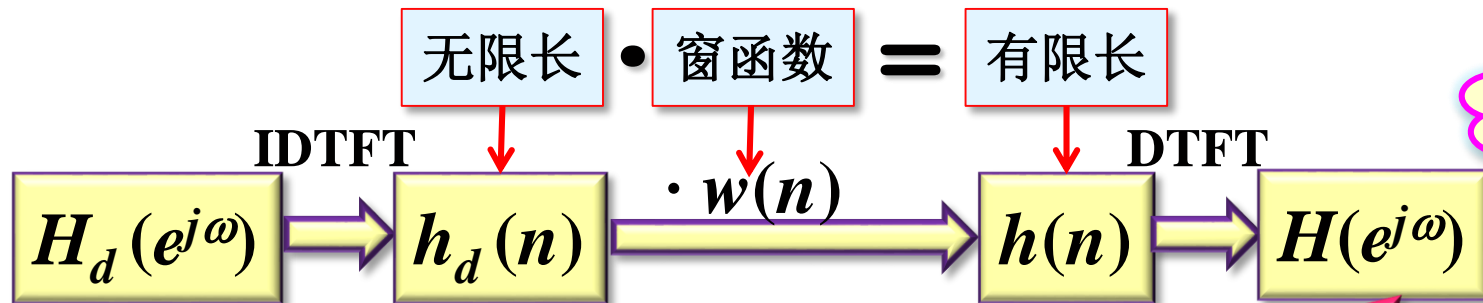 无限长 • 窗函数 = 有限长
IDTFT · w(n) DTFT
H_d(e^{jω}) h_d(n) h(n) H(e^{jω})